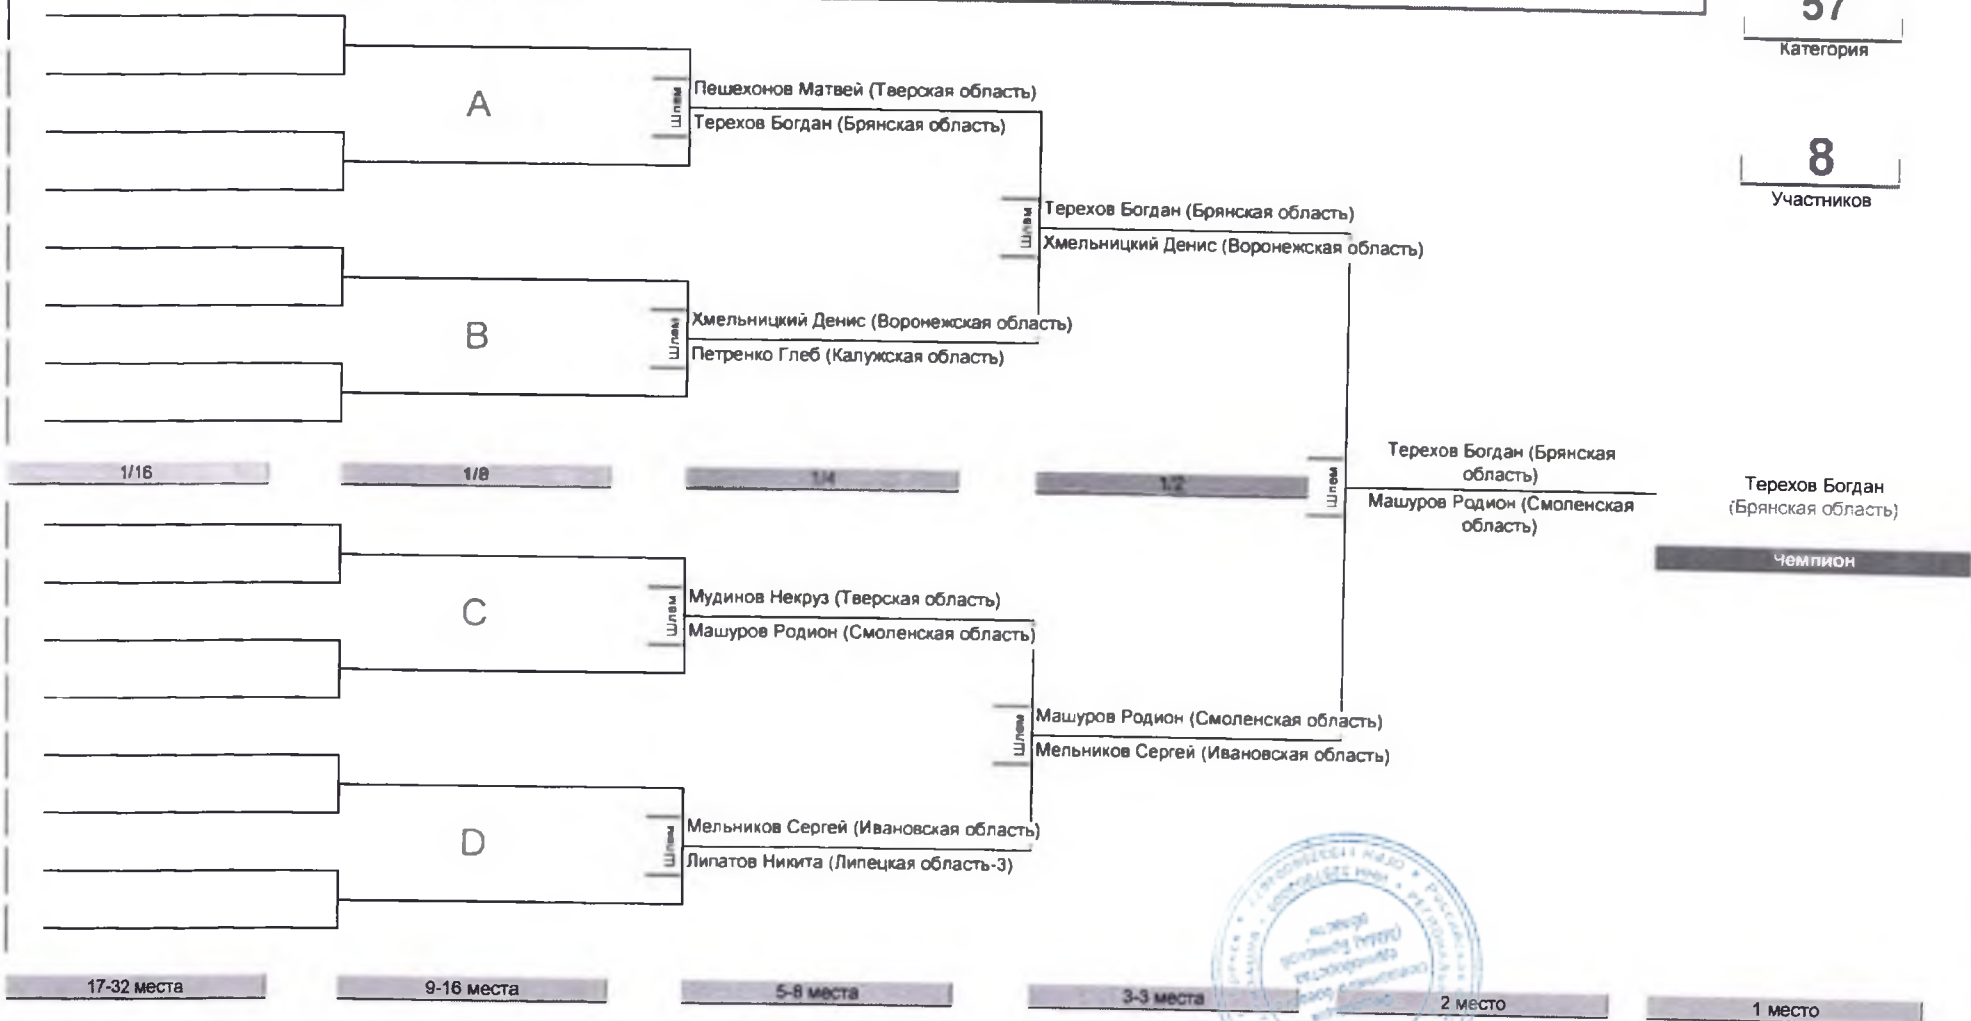 57
Категория
8
Участников
A
Шлем
Пешехонов Матвей (Тверская область)
Терехов Богдан (Брянская область)
Шлем
Терехов Богдан (Брянская область)
Хмельницкий Денис (Воронежская область)
B
Шлем
Хмельницкий Денис (Воронежская область)
Петренко Глеб (Калужская область)
1/16
1/8
1/4
1/2
Шлем
Терехов Богдан (Брянская
область)
Машуров Родион (Смоленская
область)
Терехов Богдан
(Брянская область)
Чемпион
C
Шлем
Мудинов Некруз (Тверская область)
Машуров Родион (Смоленская область)
Шлем
Машуров Родион (Смоленская область)
Мельников Сергей (Ивановская область)
D
Шлем
Мельников Сергей (Ивановская область)
Липатов Никита (Липецкая область-3)
17-32 места
9-16 места
5-8 места
3-3 места
2 место
1 место